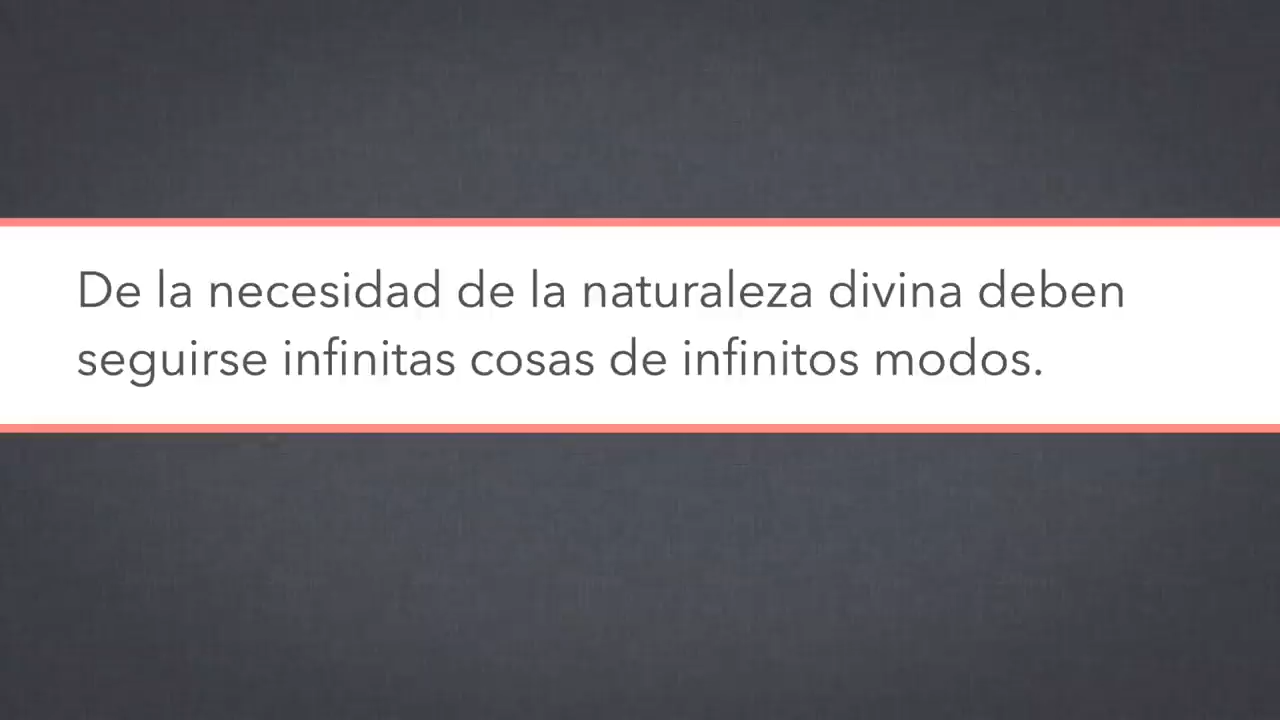 De la necesidad de la naturaleza divina deben
seguirse infinitas cosas de infinitos modos.